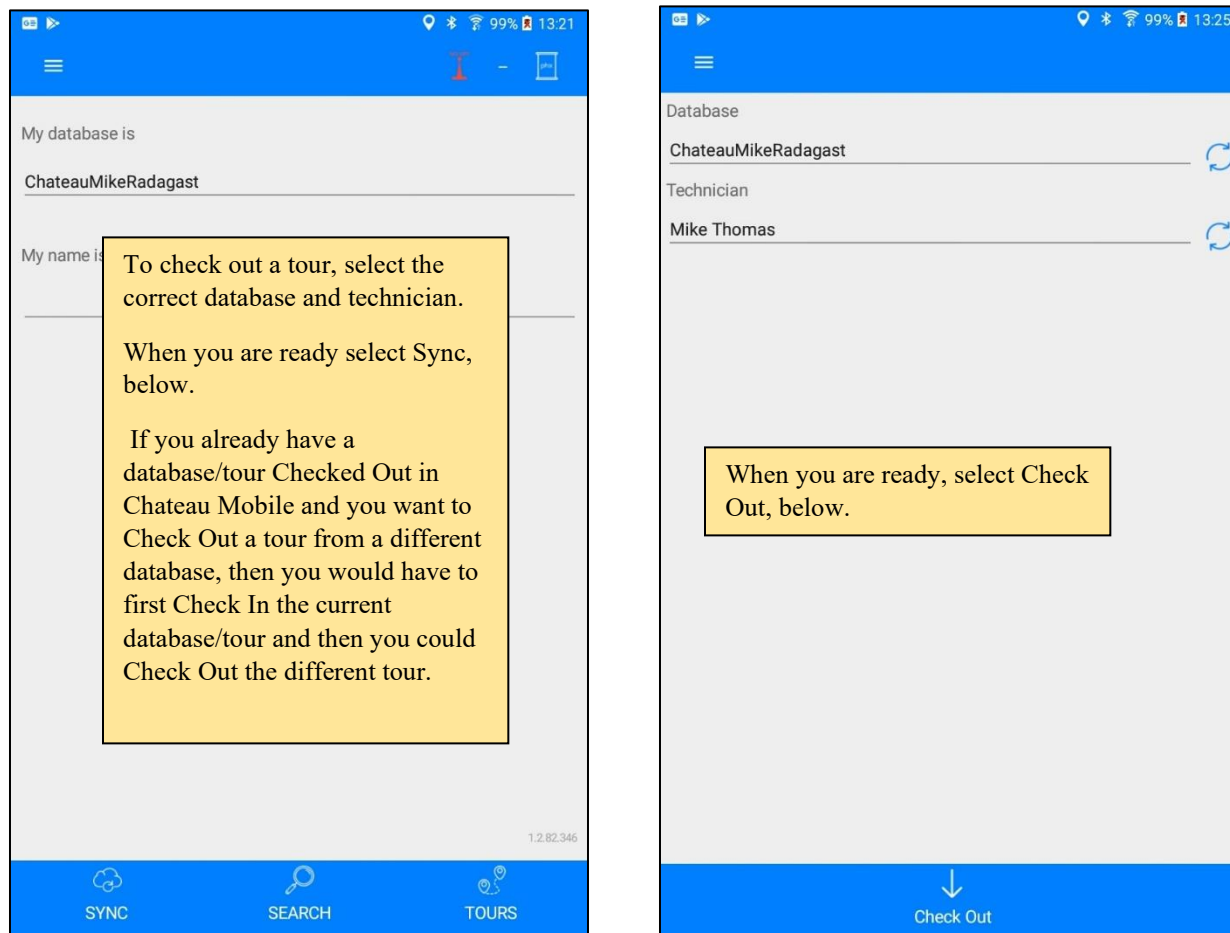 99% 13:21
My database is
ChateauMikeRadagast
My name is
To check out a tour, select the
correct database and technician.
When you are ready select Sync,
below.
If you already have a
database/tour Checked Out in
Chateau Mobile and you want to
Check Out a tour from a different
database, then you would have to
first Check In the current
database/tour and then you could
Check Out the different tour.
1.2.82.346
SYNC SEARCH TOURS
99% 13:25
Database
ChateauMikeRadagast
Technician
Mike Thomas
When you are ready, select Check
Out, below.
Check Out